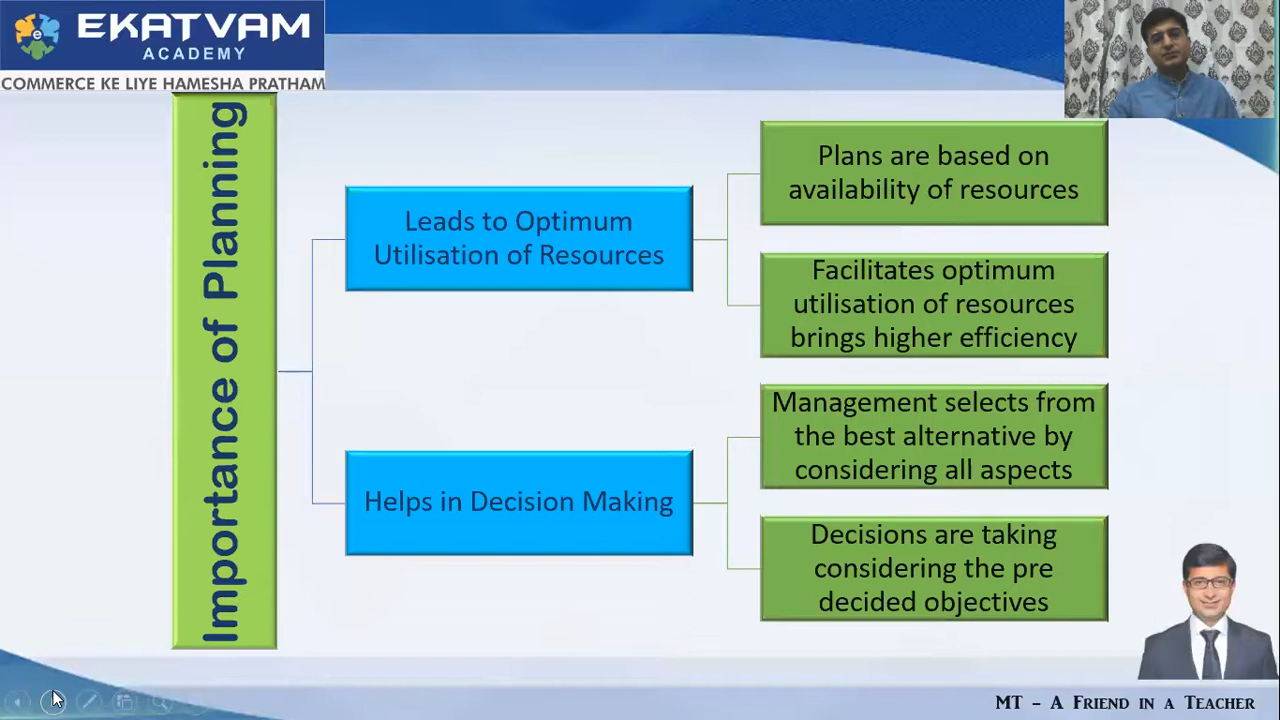 EKATVAM
ACADEMY
COMMERCE KE LIYE HAMESHA PRATHAM
Importance of Planning
Leads to Optimum
Utilisation of Resources
Plans are based on
availability of resources
Facilitates optimum
utilisation of resources
brings higher efficiency
Helps in Decision Making
Management selects from
the best alternative by
considering all aspects
Decisions are taking
considering the pre
decided objectives
MT - A Friend in a Teacher